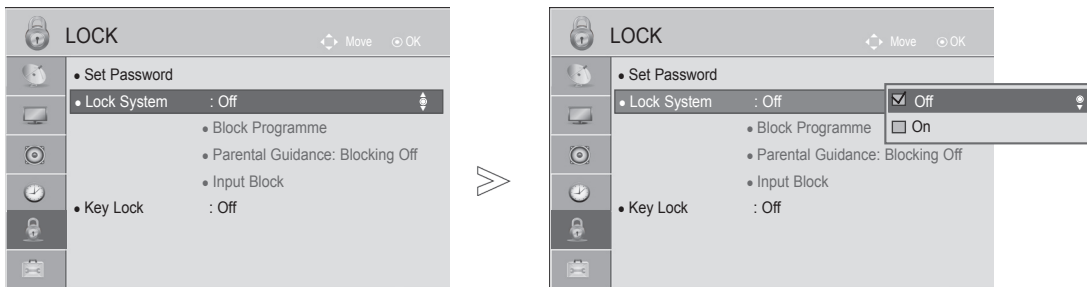 LOCK
Move OK
• Set Password
• Lock System : Off
• Block Programme
• Parental Guidance: Blocking Off
• Input Block
• Key Lock : Off
LOCK
Move OK
• Set Password
• Lock System : Off
Off
On
• Block Programme
• Parental Guidance: Blocking Off
• Input Block
• Key Lock : Off